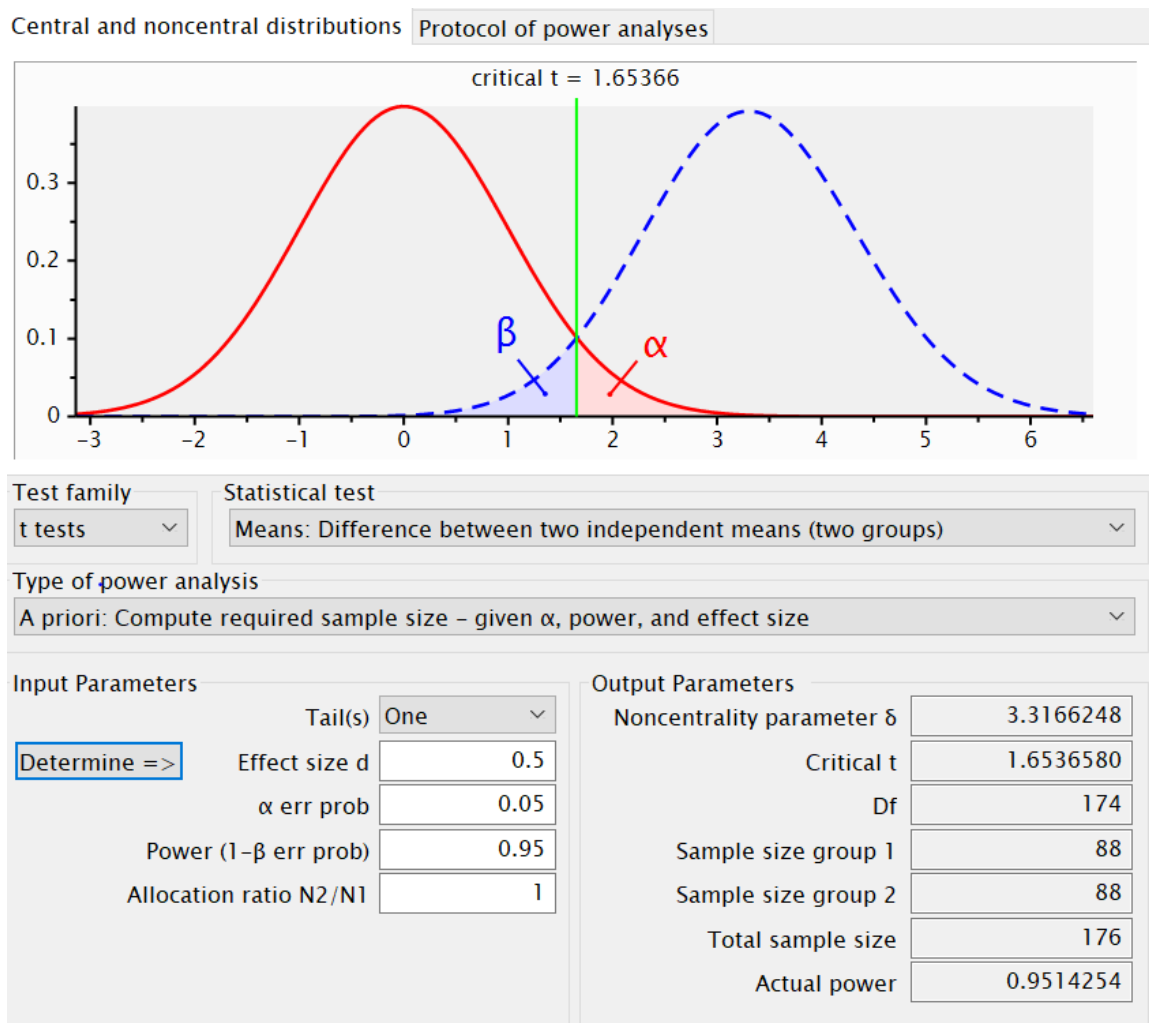 Central and noncentral distributions Protocol of power analyses
critical t = 1.65366
0.3
0.2
0.1
0
β
α
-3 -2 -1 0 1 2 3 4 5 6
Test family Statistical test
t tests Means: Difference between two independent means (two groups)
Type of power analysis
A priori: Compute required sample size – given α, power, and effect size
Input Parameters Output Parameters
Tail(s) One Noncentrality parameter δ 3.3166248
Determine => Effect size d 0.5 Critical t 1.6536580
α err prob 0.05 Df 174
Power (1-β err prob) 0.95 Sample size group 1 88
Allocation ratio N2/N1 1 Sample size group 2 88
Total sample size 176
Actual power 0.9514254